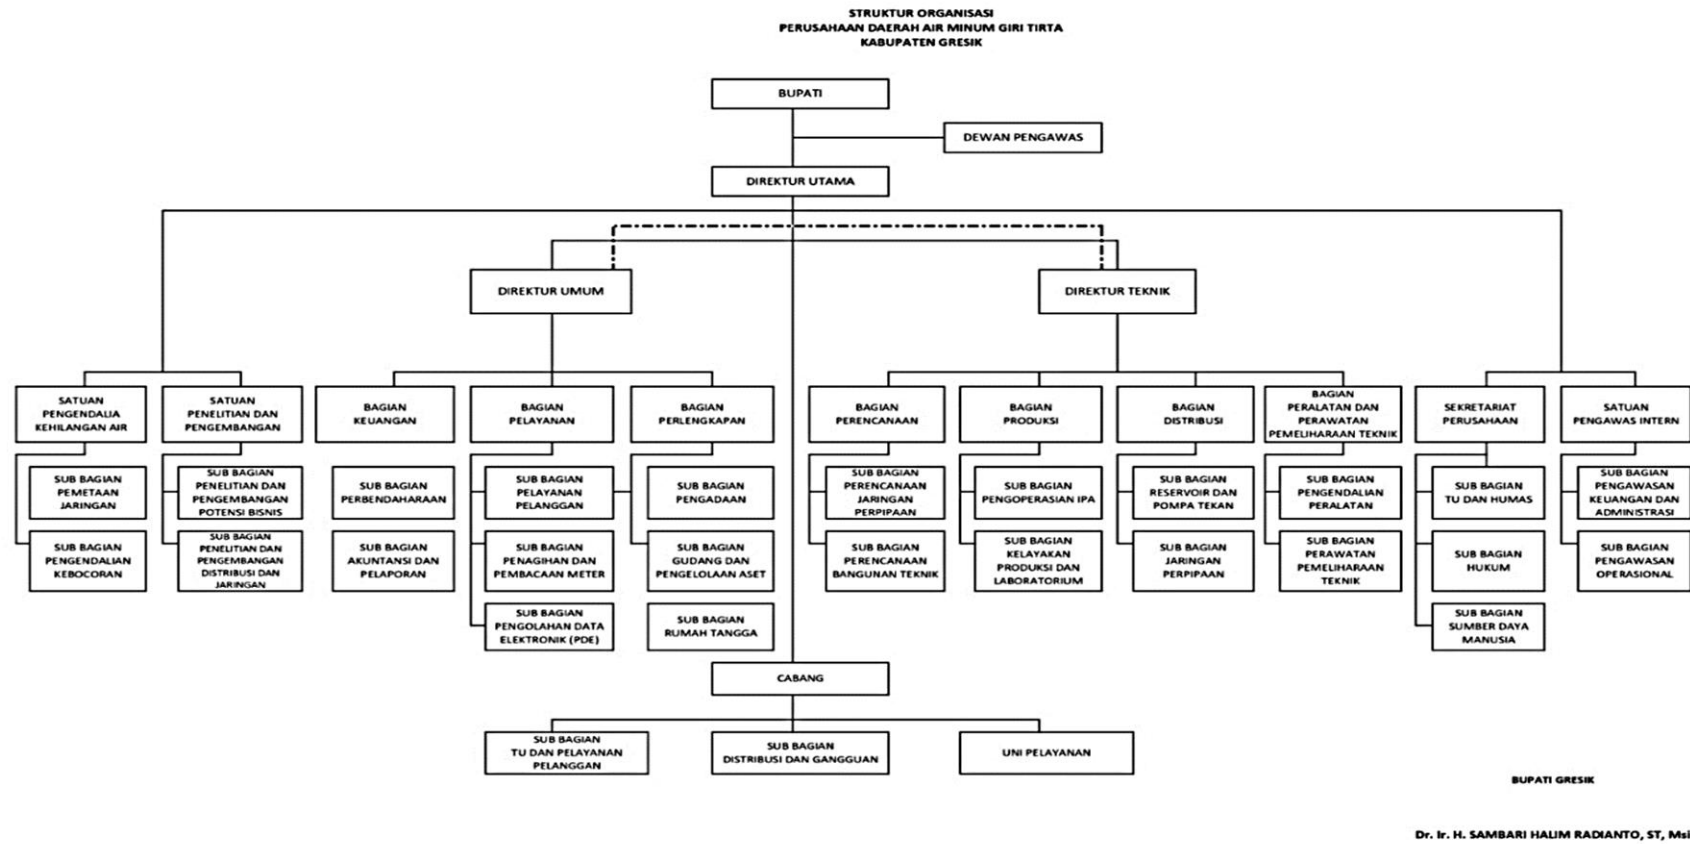 STRUKTUR ORGANISASI
PERUSAHAAN DAERAH AIR MINUM GIRI TIRTA
KABUPATEN GRESIK
BUPATI
DEWAN PENGAWAS
DIREKTUR UTAMA
DIREKTUR UMUM
DIREKTUR TEKNIK
SATUAN
PENGENDALIA
KEHILANGAN AIR
SATUAN
PENELITIAN DAN
PENGEMBANGAN
BAGIAN
KEUANGAN
BAGIAN
PELAYANAN
BAGIAN
PERLENGKAPAN
BAGIAN
PERENCANAAN
BAGIAN
PRODUKSI
BAGIAN
DISTRIBUSI
BAGIAN
PERALATAN DAN
PERAWATAN
PEMELIHARAAN TEKNIK
SEKRETARIAT
PERUSAHAAN
SATUAN
PENGAWAS INTERN
SUB BAGIAN
PEMETAAN
JARINGAN
SUB BAGIAN
PENELITIAN DAN
PENGEMBANGAN
POTENSI BISNIS
SUB BAGIAN
PERBENDAHARAAN
SUB BAGIAN
PELAYANAN
PELANGGAN
SUB BAGIAN
PENGADAAN
SUB BAGIAN
PERENCANAAN
JARINGAN
PERPIPAAN
SUB BAGIAN
PENGOPERASIAN IPA
SUB BAGIAN
RESERVOIR DAN
POMPA TEKAN
SUB BAGIAN
PENGENDALIAN
PERALATAN
SUB BAGIAN
TU DAN HUMAS
SUB BAGIAN
PENGAWASAN
KEUANGAN DAN
ADMINISTRASI
SUB BAGIAN
PENGENDALIAN
KEBOCORAN
SUB BAGIAN
PENELITIAN DAN
PENGEMBANGAN
DISTRIBUSI DAN
JARINGAN
SUB BAGIAN
AKUNTANSI DAN
PELAPORAN
SUB BAGIAN
PENAGIHAN DAN
PEMBACAAN METER
SUB BAGIAN
GUDANG DAN
PENGELOLAAN ASET
SUB BAGIAN
PERENCANAAN
BANGUNAN TEKNIK
SUB BAGIAN
KELAYAKAN
PRODUKSI DAN
LABORATORIUM
SUB BAGIAN
JARINGAN
PERPIPAAN
SUB BAGIAN
PERAWATAN
PEMELIHARAAN
TEKNIK
SUB BAGIAN
HUKUM
SUB BAGIAN
PENGAWASAN
OPERASIONAL
SUB BAGIAN
PENGOLAHAN DATA
ELEKTRONIK (PDE)
SUB BAGIAN
RUMAH TANGGA
SUB BAGIAN
SUMBER DAYA
MANUSIA
CABANG
SUB BAGIAN
TU DAN PELAYANAN
PELANGGAN
SUB BAGIAN
DISTRIBUSI DAN GANGGUAN
UNI PELAYANAN
BUPATI GRESIK
Dr. Ir. H. SAMBARI HALIM RADIANTO, ST, Msi